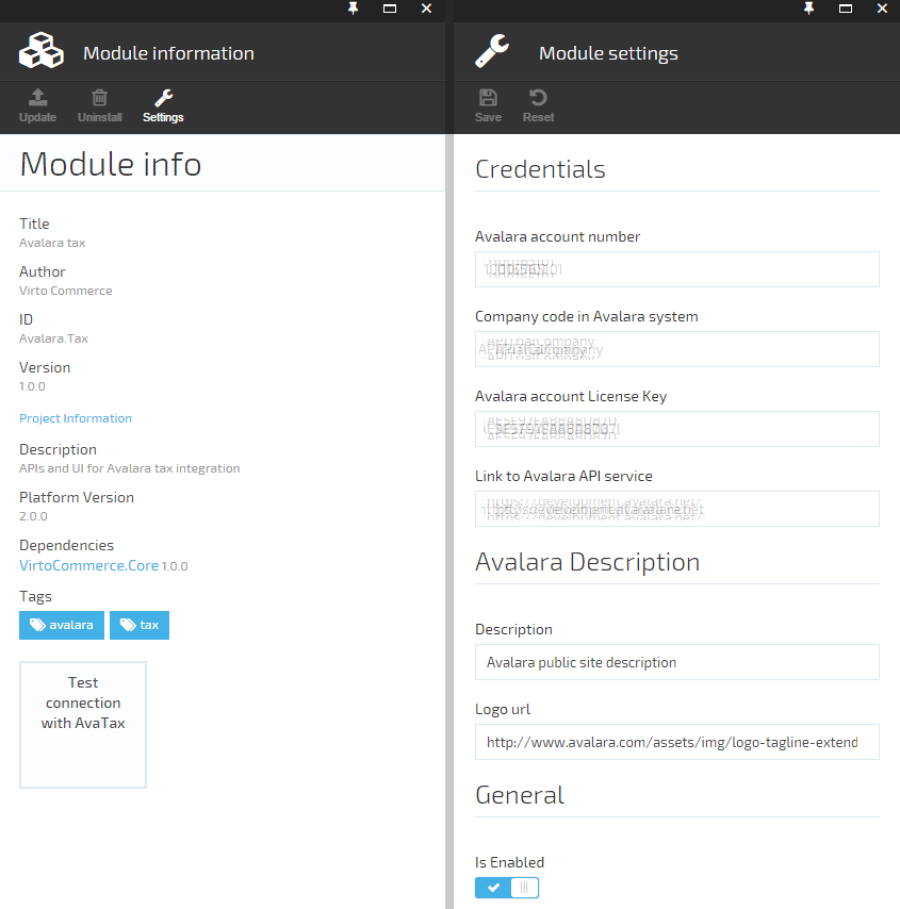 Module information
Update
Uninstall
Settings
Module info
Title
Avalara tax
Author
Virto Commerce
ID
Avalara.Tax
Version
1.0.0
Project Information
Description
APIs and UI for Avalara tax integration
Platform Version
2.0.0
Dependencies
VirtoCommerce.Core 1.0.0
Tags
avalara
tax
Test
connection
with AvaTax
Module settings
Save
Reset
Credentials
Avalara account number
Company code in Avalara system
Avalara account License Key
Link to Avalara API service
Avalara Description
Description
Avalara public site description
Logo url
http://www.avalara.com/assets/img/logo-tagline-extend
General
Is Enabled